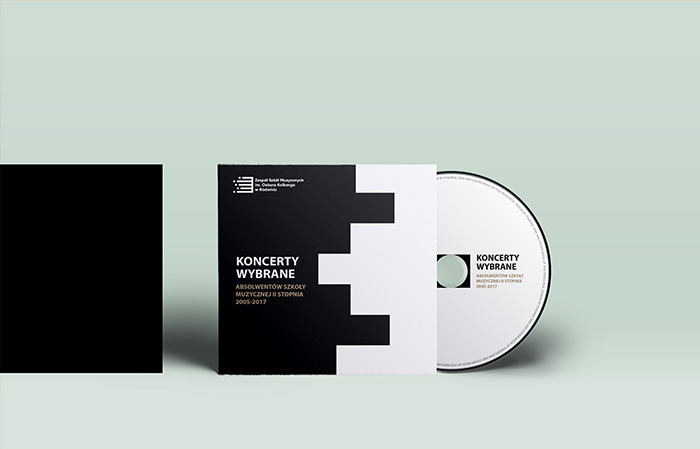 Zespół Szkół Muzycznych
im. Oskara Kolberga
w Radomiu
KONCERTY
WYBRANE
ABSOLWENTÓW SZKOŁY
MUZYCZNEJ II STOPNIA
2005-2017
KONCERTY
WYBRANE
ABSOLWENTÓW SZKOŁY
MUZYCZNEJ II STOPNIA
2005-2017